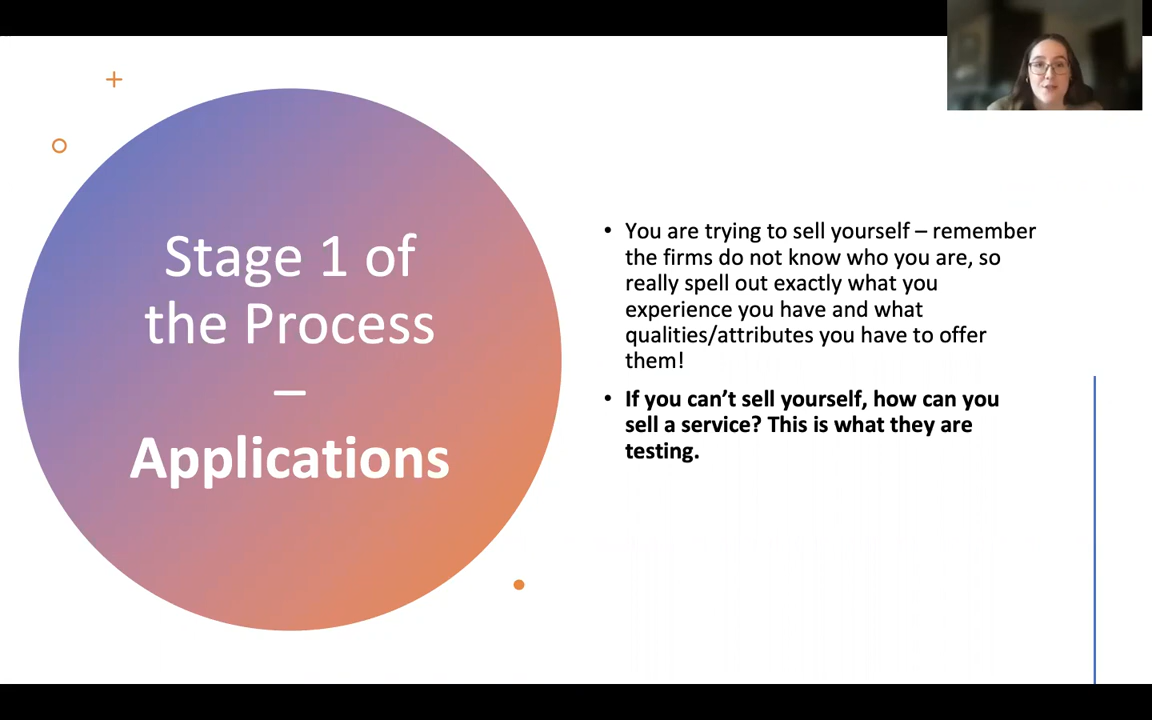 Stage 1 of
the Process
–
Applications
• You are trying to sell yourself – remember
the firms do not know who you are, so
really spell out exactly what you
experience you have and what
qualities/attributes you have to offer
them!
• If you can’t sell yourself, how can you
sell a service? This is what they are
testing.